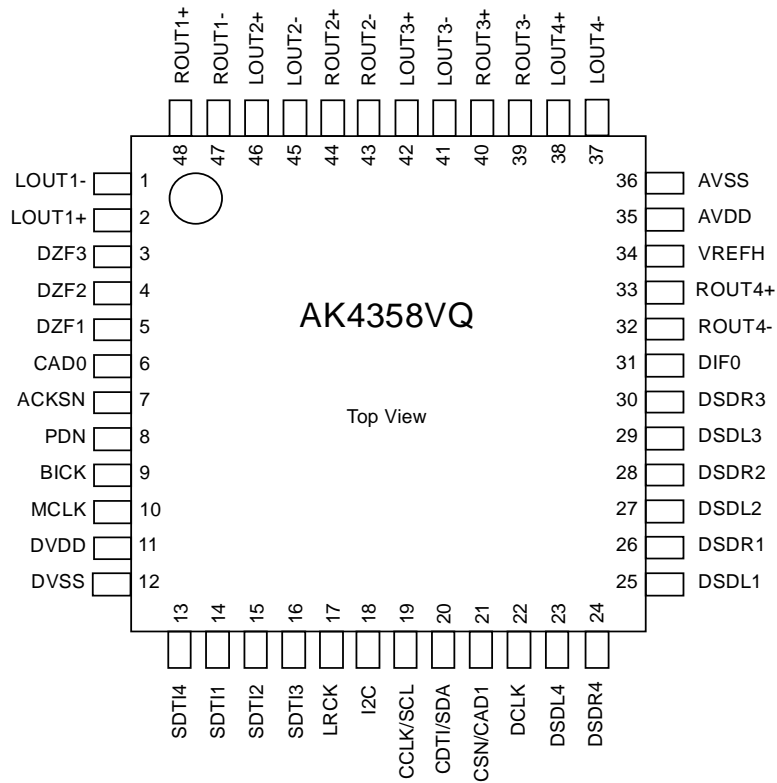 ROUT1+
ROUT1-
LOUT2+
LOUT2-
ROUT2+
ROUT2-
LOUT3+
LOUT3-
ROUT3+
ROUT3-
LOUT4+
LOUT4-
48
47
46
45
44
43
42
41
40
39
38
37
LOUT1- 1
LOUT1+ 2
DZF3 3
DZF2 4
DZF1 5
CAD0 6
ACKSN 7
PDN 8
BICK 9
MCLK 10
DVDD 11
DVSS 12
AK4358VQ
Top View
36 AVSS
35 AVDD
34 VREFH
33 ROUT4+
32 ROUT4-
31 DIF0
30 DSDR3
29 DSDL3
28 DSDR2
27 DSDL2
26 DSDR1
25 DSDL1
13
14
15
16
17
18
19
20
21
22
23
24
SDTI4
SDTI1
SDTI2
SDTI3
LRCK
I2C
CCLK/SCL
CDTI/SDA
CSN/CAD1
DCLK
DSDL4
DSDR4